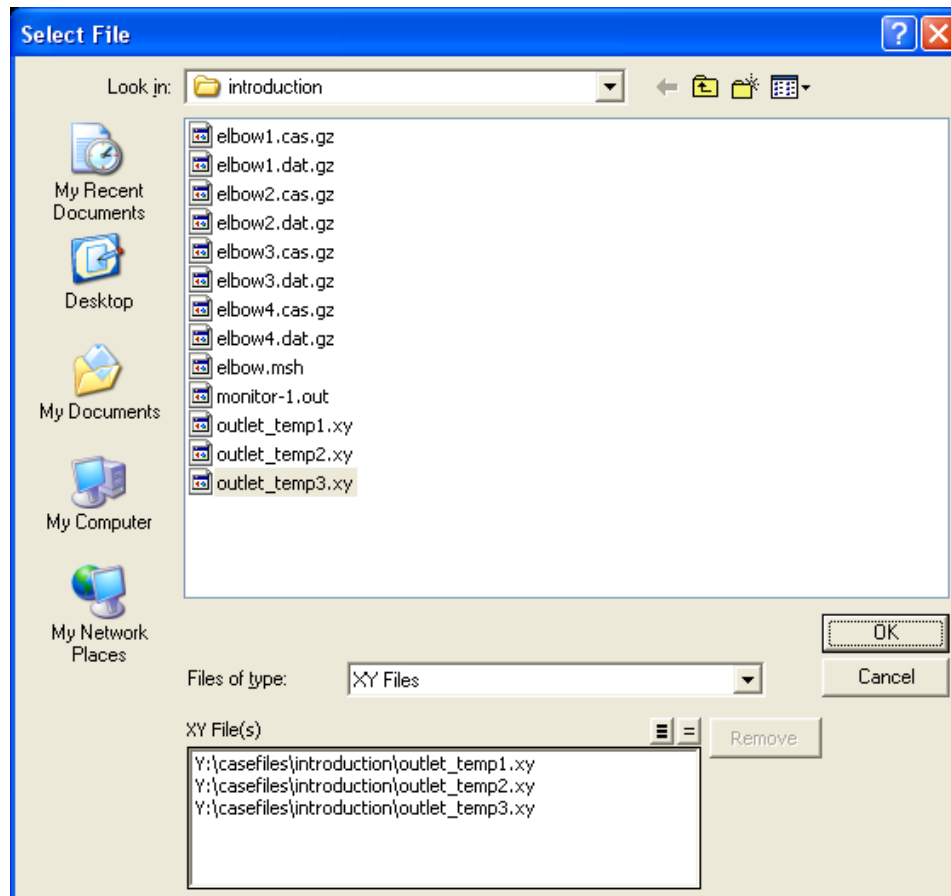 Select File
Look in:
introduction
My Recent
Documents
Desktop
My Documents
My Computer
My Network
Places
elbow1.cas.gz
elbow1.dat.gz
elbow2.cas.gz
elbow2.dat.gz
elbow3.cas.gz
elbow3.dat.gz
elbow4.cas.gz
elbow4.dat.gz
elbow.msh
monitor-1.out
outlet_temp1.xy
outlet_temp2.xy
outlet_temp3.xy
OK
Files of type:
XY Files
Cancel
XY File(s)
Remove
Y:\casefiles\introduction\outlet_temp1.xy
Y:\casefiles\introduction\outlet_temp2.xy
Y:\casefiles\introduction\outlet_temp3.xy